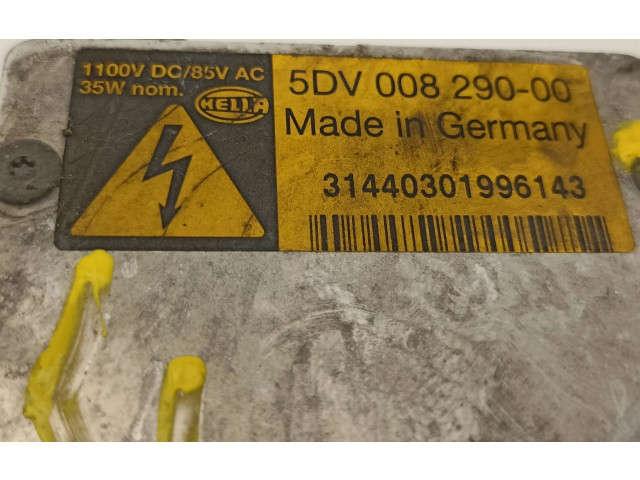 1100V DC/85V AC
35W nom.
HELLA
5DV 008 290-00
Made in Germany
31440301996143